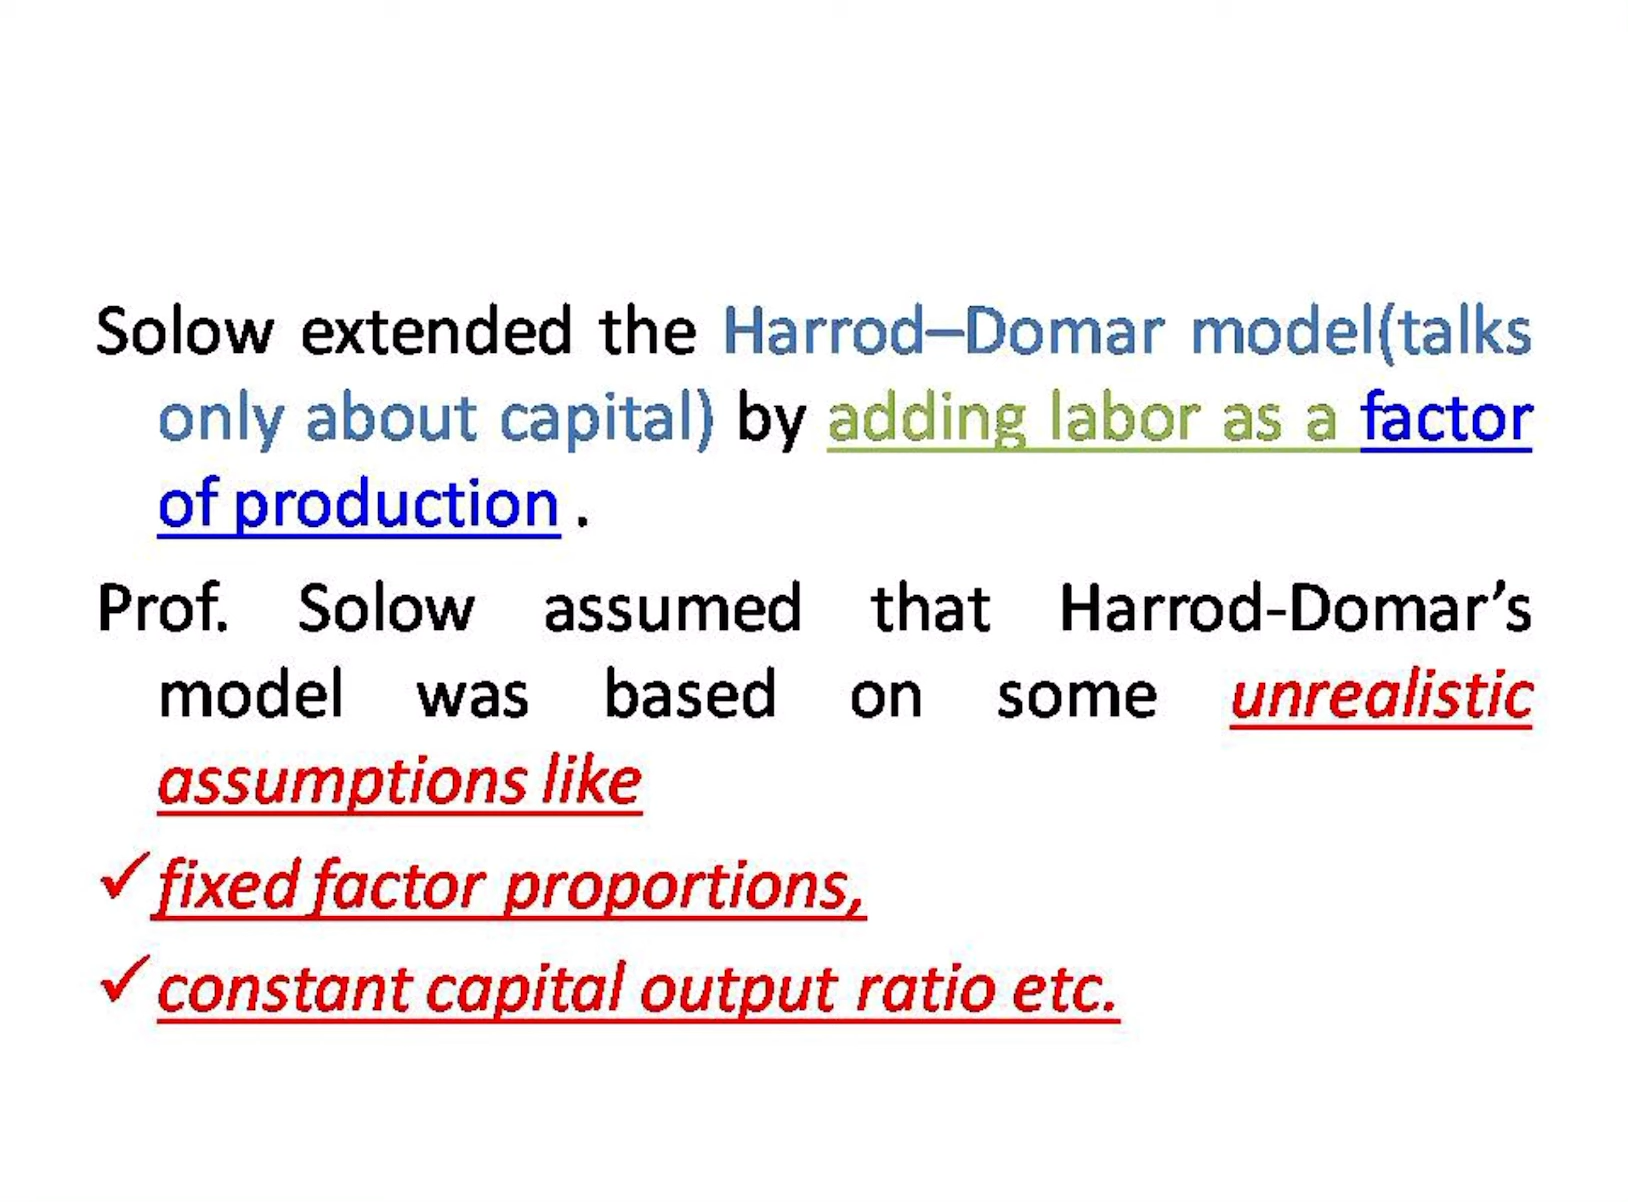 Solow extended the Harrod–Domar model(talks
only about capital) by adding labor as a factor
of production .
Prof. Solow assumed that Harrod-Domar’s
model was based on some unrealistic
assumptions like
✓fixed factor proportions,
✓constant capital output ratio etc.